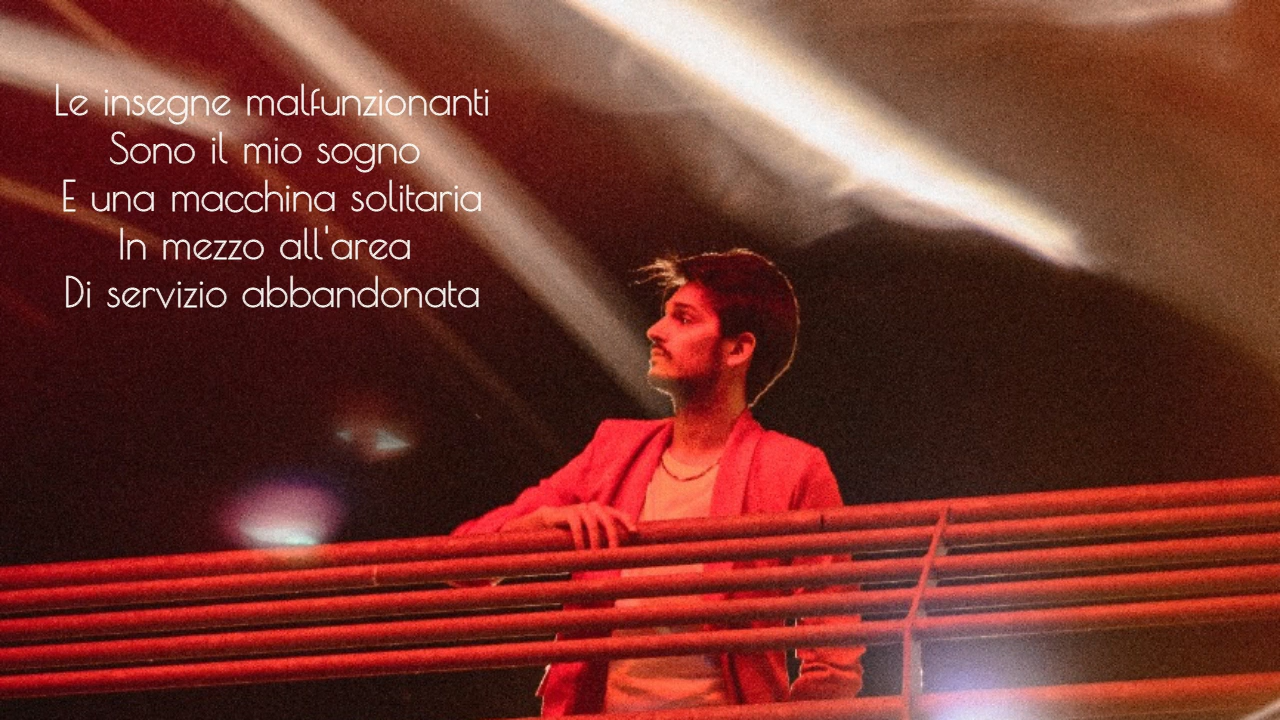 Le insegne malfunzionanti
Sono il mio sogno
E una macchina solitaria
In mezzo all'area
Di servizio abbandonata